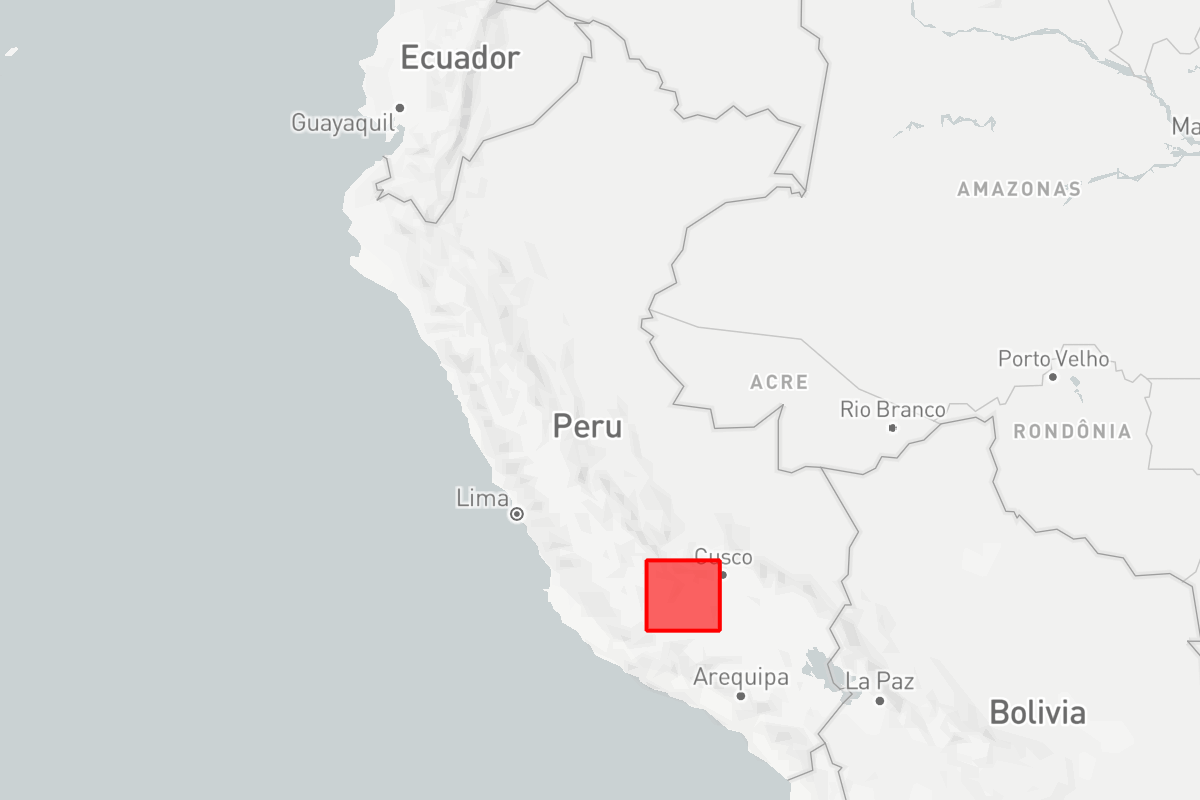 Ecuador
Guayaquil
Ma
AMAZONAS
Porto Velho
ACRE
Rio Branco
Peru
RONDÔNIA
Lima
Cusco
Arequipa
La Paz
Bolivia